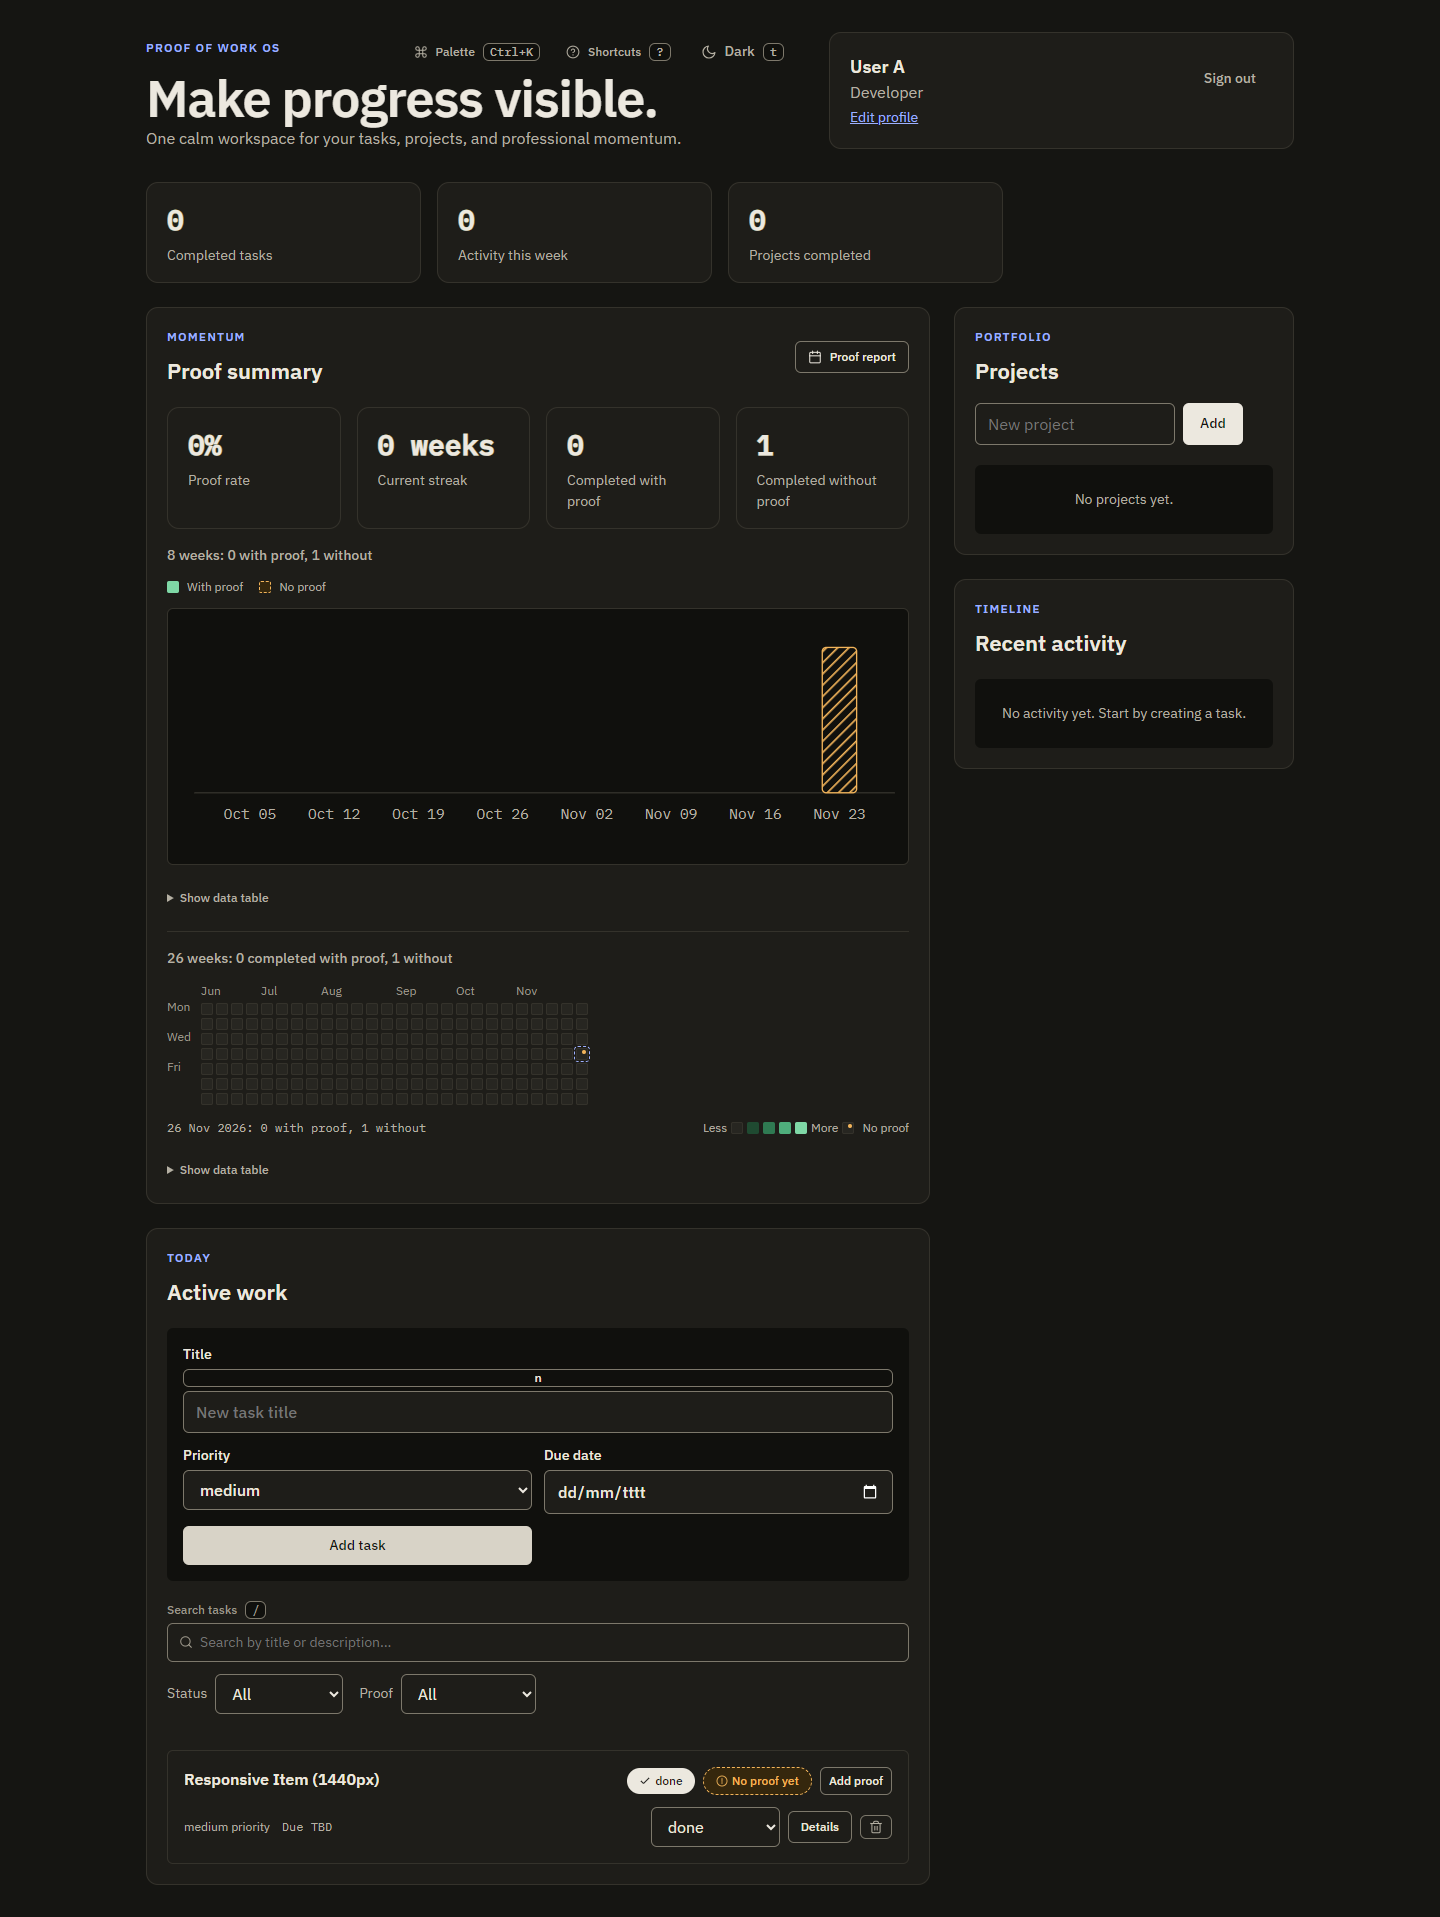 PROOF OF WORK OS
Palette Ctrl+K Shortcuts ? Dark t
Make progress visible.
One calm workspace for your tasks, projects, and professional momentum.
User A
Developer
Edit profile
Sign out
0
Completed tasks
0
Activity this week
0
Projects completed
MOMENTUM
Proof summary
Proof report
0%
Proof rate
0 weeks
Current streak
0
Completed with
proof
1
Completed without
proof
8 weeks: 0 with proof, 1 without
With proof No proof
Oct 05 Oct 12 Oct 19 Oct 26 Nov 02 Nov 09 Nov 16 Nov 23
Show data table
26 weeks: 0 completed with proof, 1 without
Jun Jul Aug Sep Oct Nov
Mon
Wed
Fri
26 Nov 2026: 0 with proof, 1 without
Less More No proof
Show data table
PORTFOLIO
Projects
New project Add
No projects yet.
TIMELINE
Recent activity
No activity yet. Start by creating a task.
TODAY
Active work
Title
n
New task title
Priority Due date
medium dd/mm/tttt
Add task
Search tasks /
Search by title or description...
Status All Proof All
Responsive Item (1440px) done No proof yet Add proof
medium priority Due TBD done Details